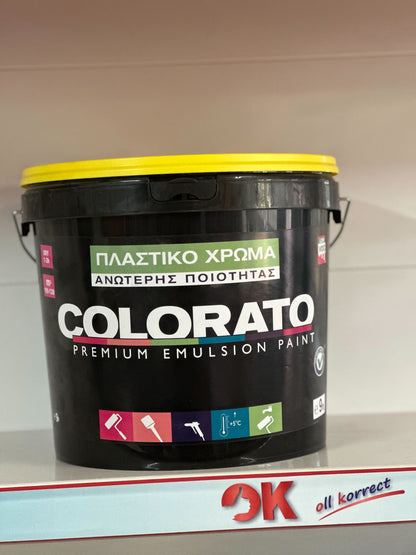 ΠΛΑΣΤΙΚΟ ΧΡΩΜΑ
ΑΝΩΤΕΡΗΣ ΠΟΙΟΤΗΤΑΣ
COLORATO
PREMIUM EMULSION PAINT
+5°C
OK
oll korrect